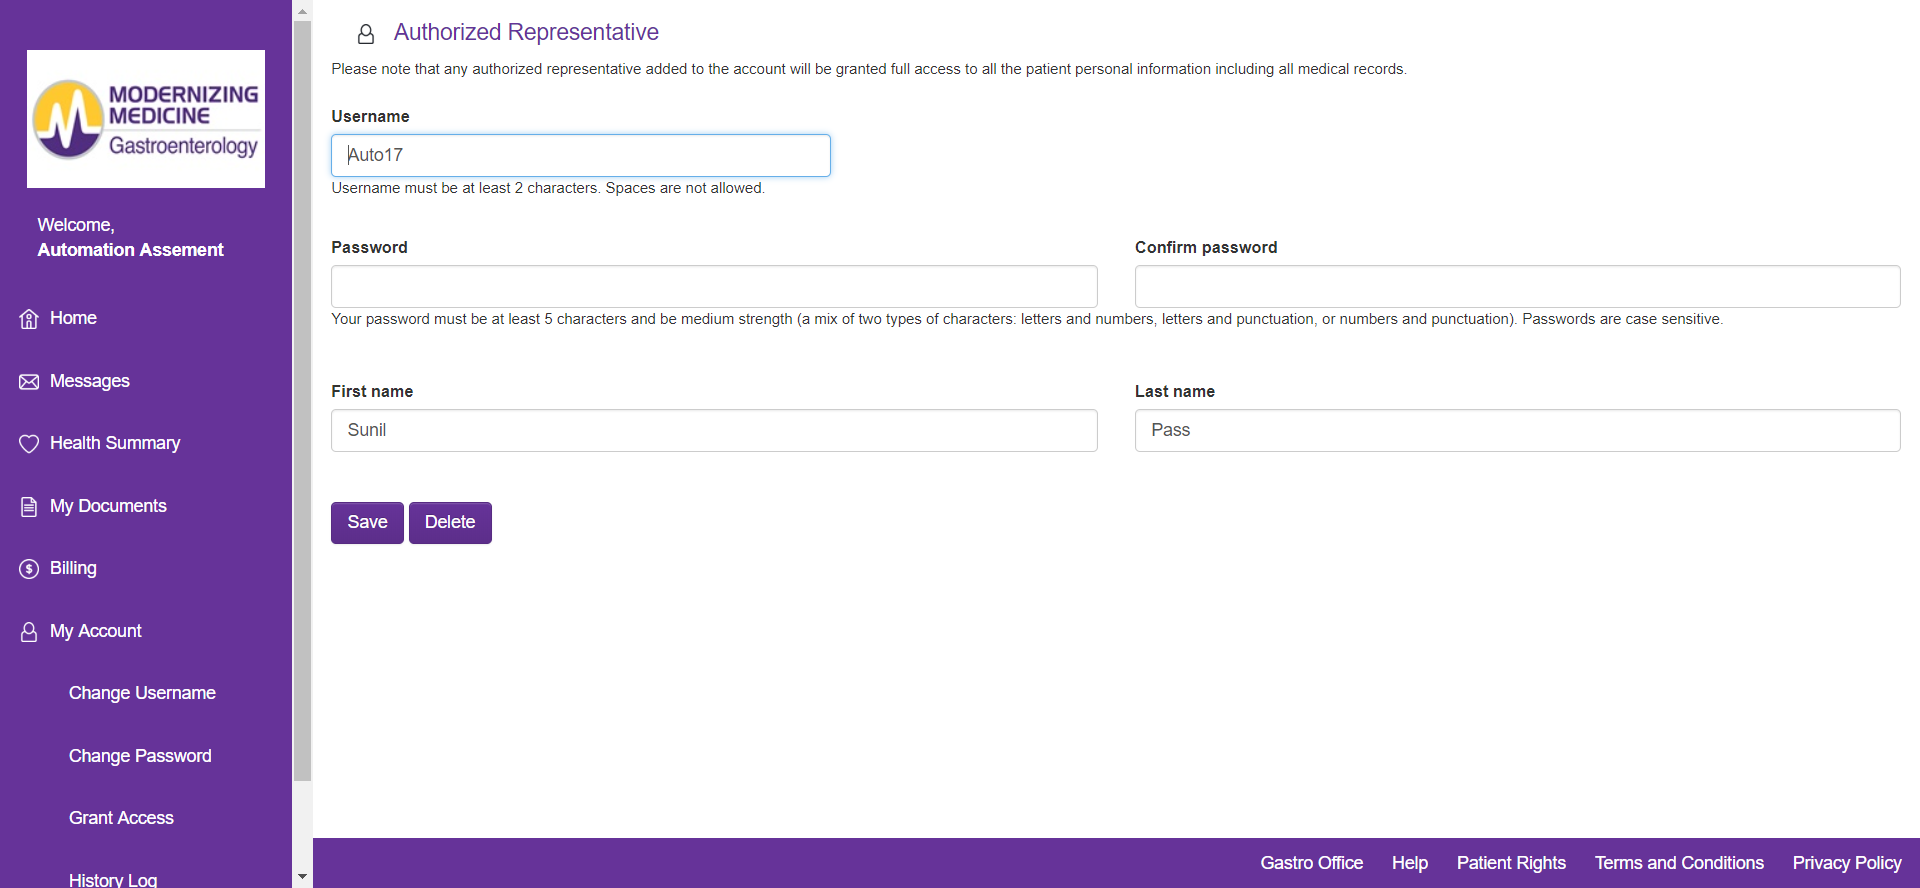 MODERNIZING
MEDICINE
Gastroenterology
Welcome,
Automation Assement
Home
Messages
Health Summary
My Documents
Billing
My Account
Change Username
Change Password
Grant Access
History Log
Authorized Representative
Please note that any authorized representative added to the account will be granted full access to all the patient personal information including all medical records.
Username
Auto17
Username must be at least 2 characters. Spaces are not allowed.
Password
Confirm password
Your password must be at least 5 characters and be medium strength (a mix of two types of characters: letters and numbers, letters and punctuation, or numbers and punctuation). Passwords are case sensitive.
First name
Last name
Sunil
Pass
Save Delete
Gastro Office Help Patient Rights Terms and Conditions Privacy Policy